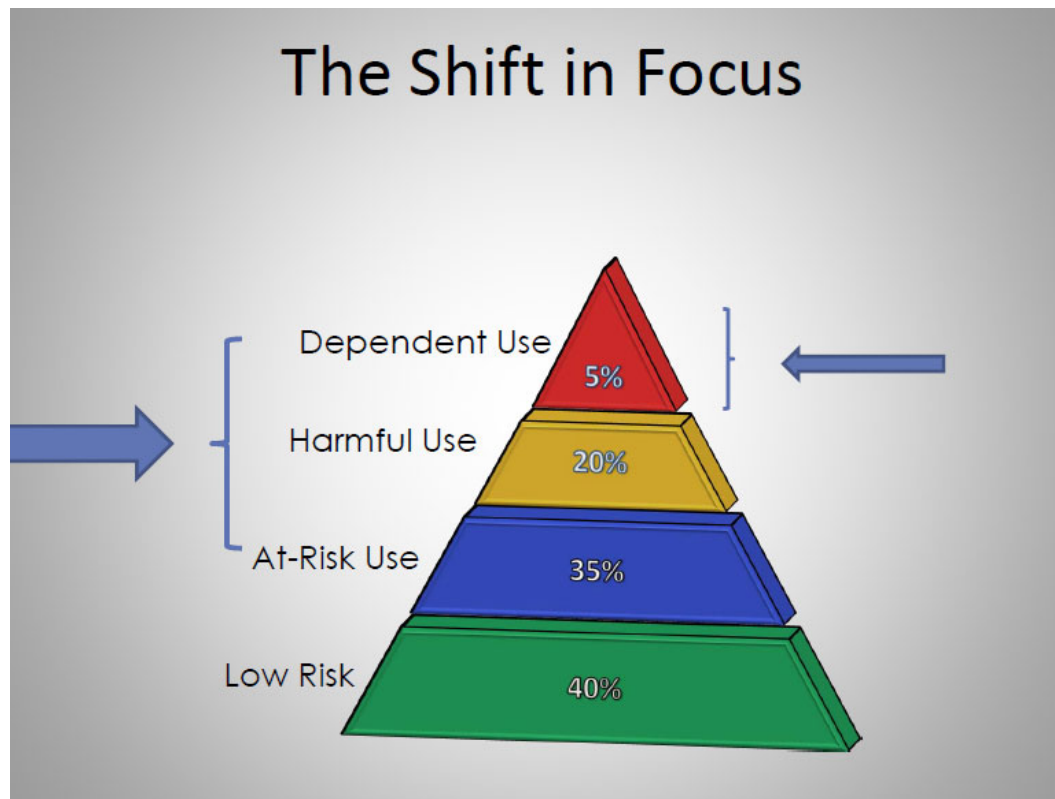 The Shift in Focus
Dependent Use
5%
Harmful Use
20%
At-Risk Use
35%
Low Risk
40%